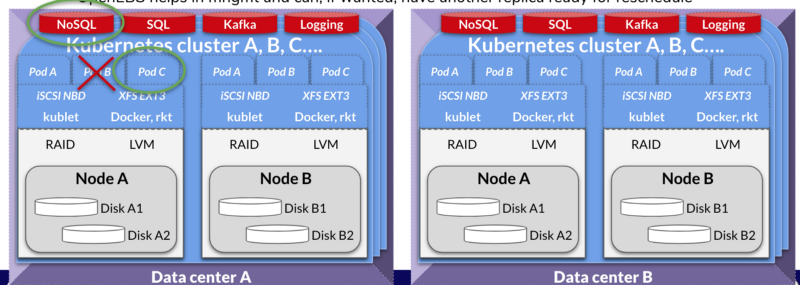 OpenEBS helps in mngmt and can, if wanted, have another replica ready for reschedule
NoSQL SQL Kafka Logging
Kubernetes cluster A, B, C....
Pod A Pod B Pod C Pod A Pod B Pod C
iSCSI NBD XFS EXT3 iSCSI NBD XFS EXT3
kublet Docker, rkt kublet Docker, rkt
RAID LVM RAID LVM
Node A Node B
Disk A1 Disk B1
Disk A2 Disk B2
Data center A
NoSQL SQL Kafka Logging
Kubernetes cluster A, B, C....
Pod A Pod B Pod C Pod A Pod B Pod C
iSCSI NBD XFS EXT3 iSCSI NBD XFS EXT3
kublet Docker, rkt kublet Docker, rkt
RAID LVM RAID LVM
Node A Node B
Disk A1 Disk B1
Disk A2 Disk B2
Data center B